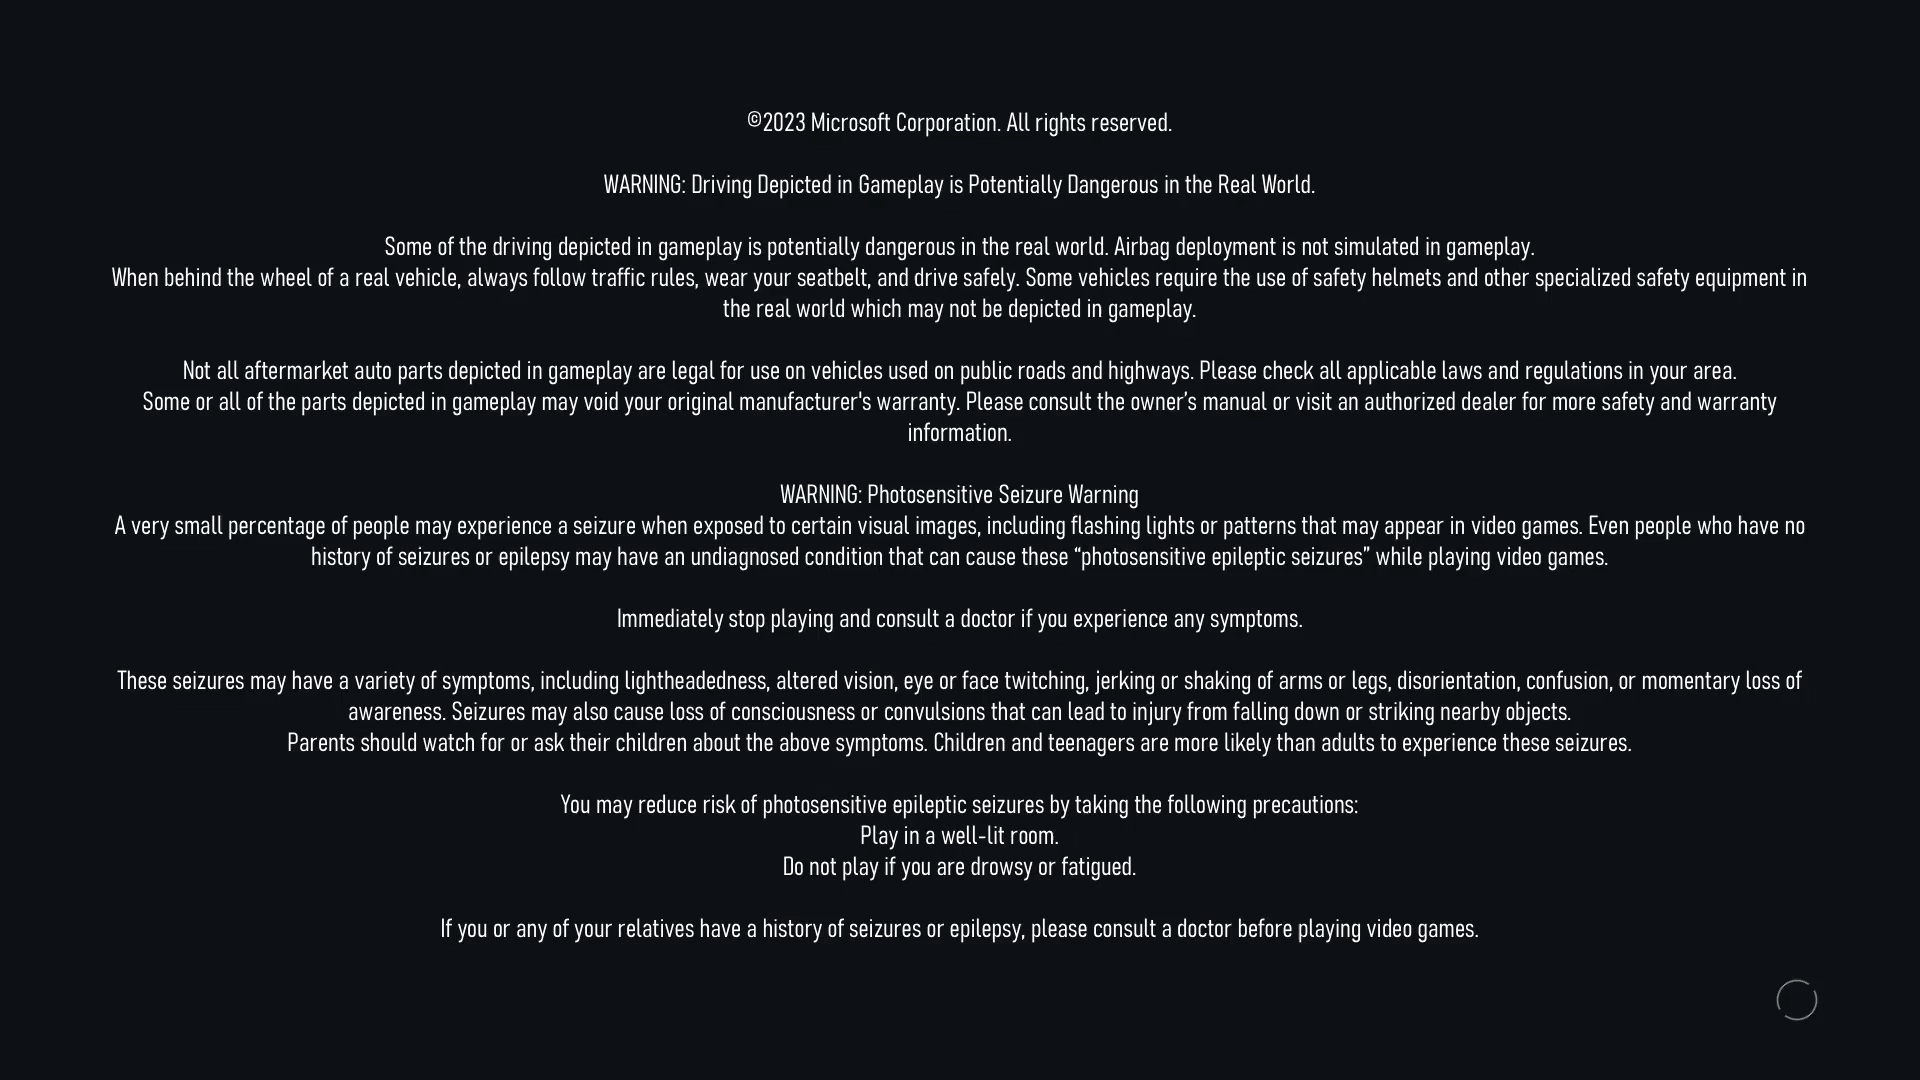 ©2023 Microsoft Corporation. All rights reserved.
WARNING: Driving Depicted in Gameplay is Potentially Dangerous in the Real World.
Some of the driving depicted in gameplay is potentially dangerous in the real world. Airbag deployment is not simulated in gameplay.
When behind the wheel of a real vehicle, always follow traffic rules, wear your seatbelt, and drive safely. Some vehicles require the use of safety helmets and other specialized safety equipment in
the real world which may not be depicted in gameplay.
Not all aftermarket auto parts depicted in gameplay are legal for use on vehicles used on public roads and highways. Please check all applicable laws and regulations in your area.
Some or all of the parts depicted in gameplay may void your original manufacturer's warranty. Please consult the owner’s manual or visit an authorized dealer for more safety and warranty
information.
WARNING: Photosensitive Seizure Warning
A very small percentage of people may experience a seizure when exposed to certain visual images, including flashing lights or patterns that may appear in video games. Even people who have no
history of seizures or epilepsy may have an undiagnosed condition that can cause these “photosensitive epileptic seizures” while playing video games.
Immediately stop playing and consult a doctor if you experience any symptoms.
These seizures may have a variety of symptoms, including lightheadedness, altered vision, eye or face twitching, jerking or shaking of arms or legs, disorientation, confusion, or momentary loss of
awareness. Seizures may also cause loss of consciousness or convulsions that can lead to injury from falling down or striking nearby objects.
Parents should watch for or ask their children about the above symptoms. Children and teenagers are more likely than adults to experience these seizures.
You may reduce risk of photosensitive epileptic seizures by taking the following precautions:
Play in a well-lit room.
Do not play if you are drowsy or fatigued.
If you or any of your relatives have a history of seizures or epilepsy, please consult a doctor before playing video games.